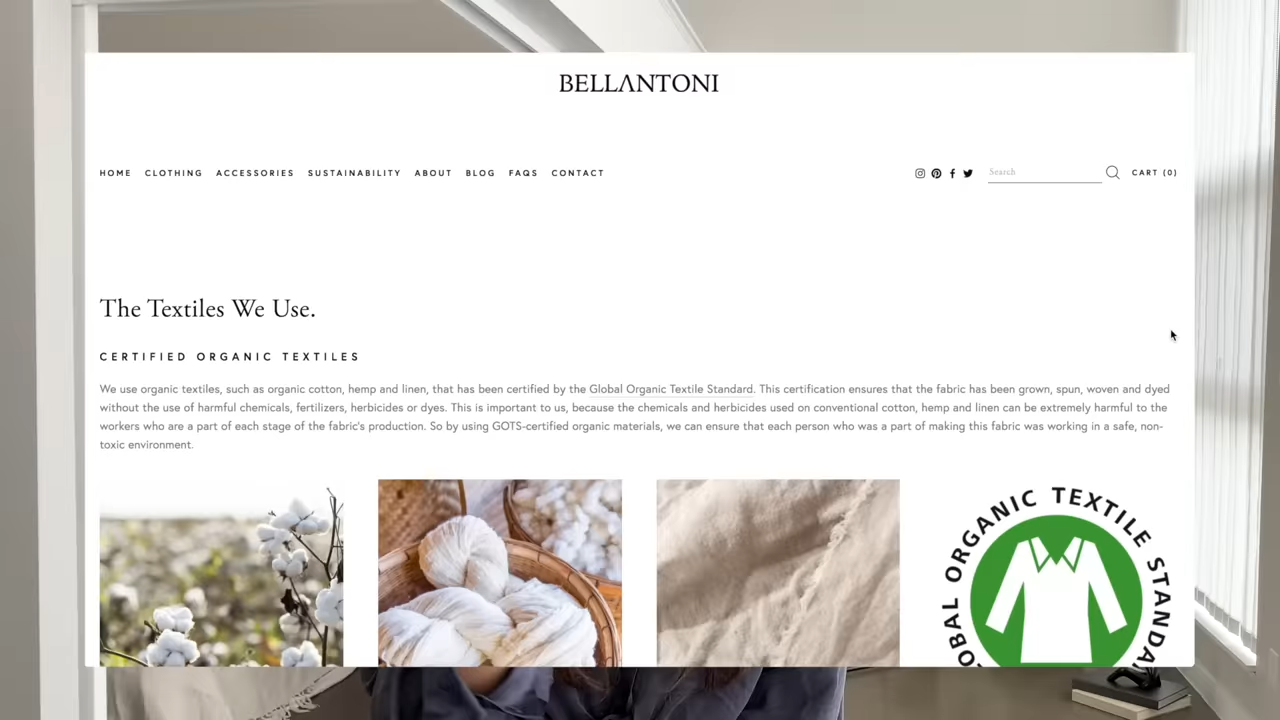 BELLANTONI
HOME CLOTHING ACCESSORIES SUSTAINABILITY ABOUT BLOG FAQS CONTACT
Search
CART (0)
The Textiles We Use.
CERTIFIED ORGANIC TEXTILES
We use organic textiles, such as organic cotton, hemp and linen, that has been certified by the Global Organic Textile Standard. This certification ensures that the fabric has been grown, spun, woven and dyed
without the use of harmful chemicals, fertilizers, herbicides or dyes. This is important to us, because the chemicals and herbicides used on conventional cotton, hemp and linen can be extremely harmful to the
workers who are a part of each stage of the fabric's production. So by using GOTS-certified organic materials, we can ensure that each person who was a part of making this fabric was working in a safe, non-
toxic environment.
OBAL ORGANIC TEXTILE STANDA